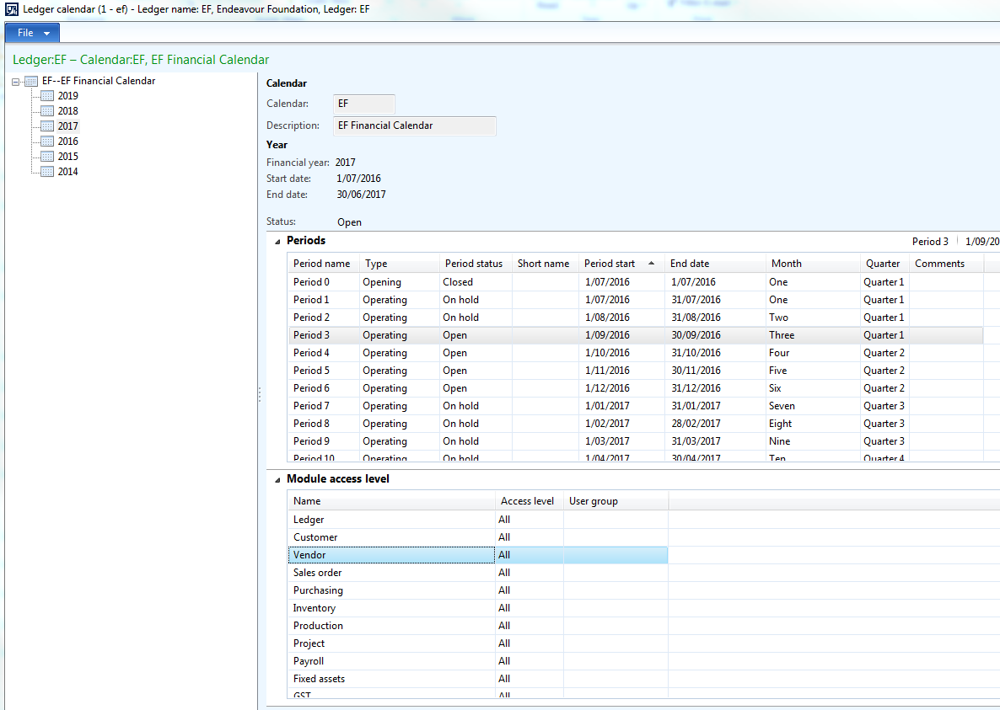 Ledger calendar (1 - ef) - Ledger name: EF, Endeavour Foundation, Ledger: EF
File
Ledger:EF – Calendar:EF, EF Financial Calendar
EF--EF Financial Calendar
2019
2018
2017
2016
2015
2014
Calendar
Calendar: EF
Description: EF Financial Calendar
Year
Financial year: 2017
Start date: 1/07/2016
End date: 30/06/2017
Status: Open
Periods Period 3 1/09/20
Period name Type Period status Short name Period start End date Month Quarter Comments
Period 0 Opening Closed 1/07/2016 1/07/2016 One Quarter 1
Period 1 Operating On hold 1/07/2016 31/07/2016 One Quarter 1
Period 2 Operating On hold 1/08/2016 31/08/2016 Two Quarter 1
Period 3 Operating Open 1/09/2016 30/09/2016 Three Quarter 1
Period 4 Operating Open 1/10/2016 31/10/2016 Four Quarter 2
Period 5 Operating Open 1/11/2016 30/11/2016 Five Quarter 2
Period 6 Operating Open 1/12/2016 31/12/2016 Six Quarter 2
Period 7 Operating On hold 1/01/2017 31/01/2017 Seven Quarter 3
Period 8 Operating On hold 1/02/2017 28/02/2017 Eight Quarter 3
Period 9 Operating On hold 1/03/2017 31/03/2017 Nine Quarter 3
Period 10 Operating On hold 1/04/2017 30/04/2017 Ten Quarter 4
Module access level
Name Access level User group
Ledger All
Customer All
Vendor All
Sales order All
Purchasing All
Inventory All
Production All
Project All
Payroll All
Fixed assets All
GST All